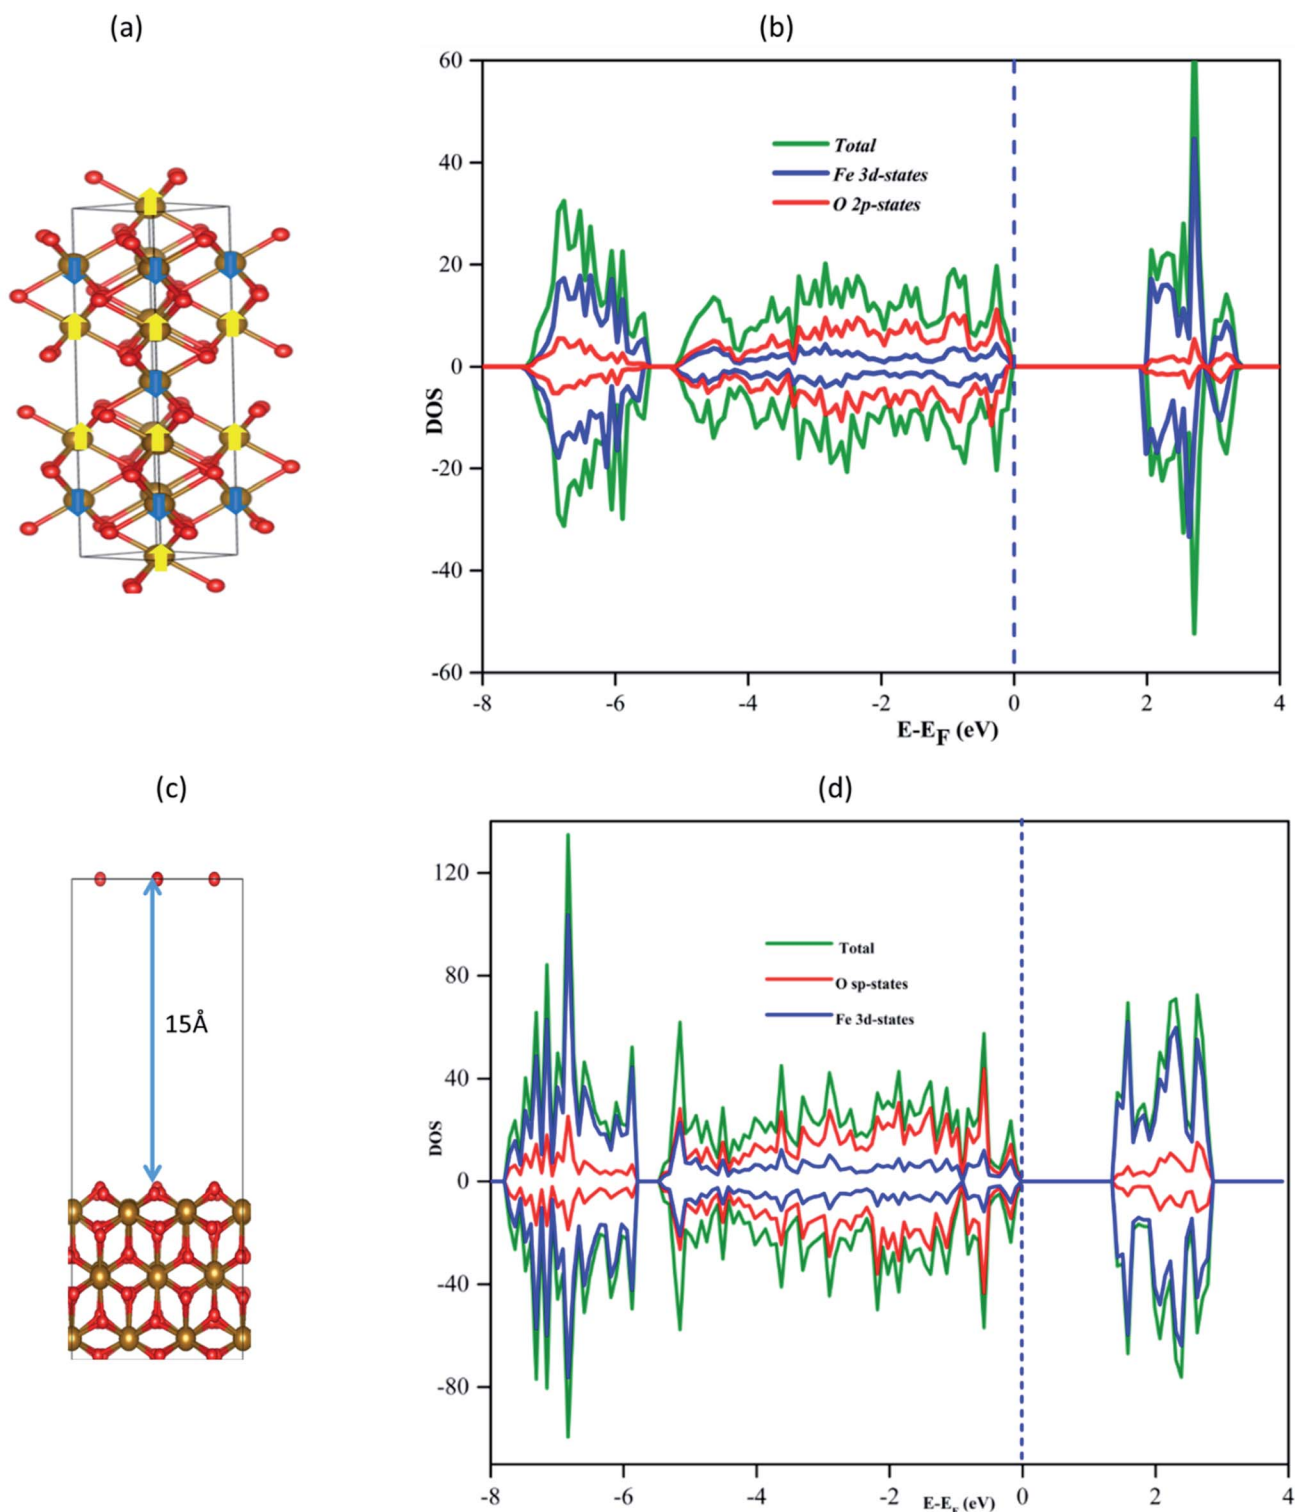 (a)
(b)
60
40
20
0
-20
-40
-60
DOS
Total
Fe 3d-states
O 2p-states
-8 -6 -4 -2 0 2 4
E-EF (eV)
(c)
(d)
15Å
120
80
40
0
-40
-80
DOS
Total
O sp-states
Fe 3d-states
-8 -6 -4 -2 0 2 4
E-EF (eV)